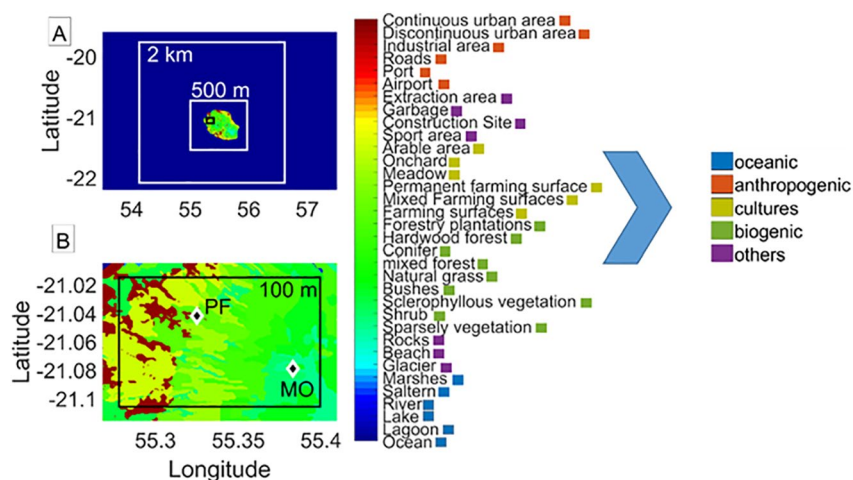 A
-20
-21
-22
Latitude
2 km
500 m
54
55
56
57
B
-21.02
-21.04
-21.06
-21.08
-21.1
Latitude
100 m
PF
MO
55.3
55.35
55.4
Longitude
Continuous urban area
Discontinuous urban area
Industrial area
Roads
Port
Airport
Extraction area
Garbage
Construction Site
Sport area
Arable area
Onchard
Meadow
Permanent farming surface
Mixed Farming surfaces
Farming surfaces
Forestry plantations
Hardwood forest
Conifer
mixed forest
Natural grass
Bushes
Sclerophyllous vegetation
Shrub
Sparsely vegetation
Rocks
Beach
Glacier
Marshes
Saltern
River
Lake
Lagoon
Ocean
oceanic
anthropogenic
cultures
biogenic
others